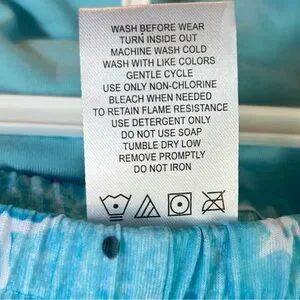 WASH BEFORE WEAR
TURN INSIDE OUT
MACHINE WASH COLD
WASH WITH LIKE COLORS
GENTLE CYCLE
USE ONLY NON-CHLORINE
BLEACH WHEN NEEDED
TO RETAIN FLAME RESISTANCE
USE DETERGENT ONLY
DO NOT USE SOAP
TUMBLE DRY LOW
REMOVE PROMPTLY
DO NOT IRON